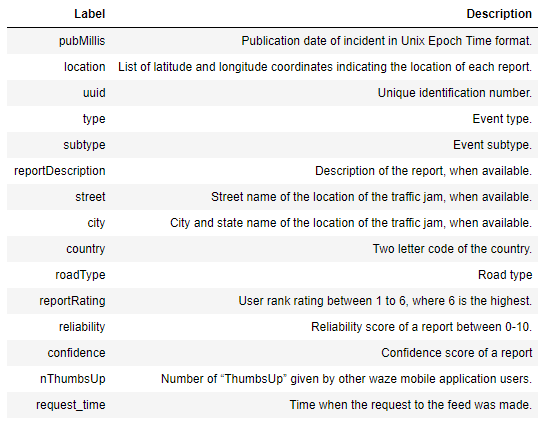 Label Description
pubMillis Publication date of incident in Unix Epoch Time format.
location List of latitude and longitude coordinates indicating the location of each report.
uuid Unique identification number.
type Event type.
subtype Event subtype.
reportDescription Description of the report, when available.
street Street name of the location of the traffic jam, when available.
city City and state name of the location of the traffic jam, when available.
country Two letter code of the country.
roadType Road type
reportRating User rank rating between 1 to 6, where 6 is the highest.
reliability Reliability score of a report between 0-10.
confidence Confidence score of a report
nThumbsUp Number of “ThumbsUp” given by other waze mobile application users.
request_time Time when the request to the feed was made.